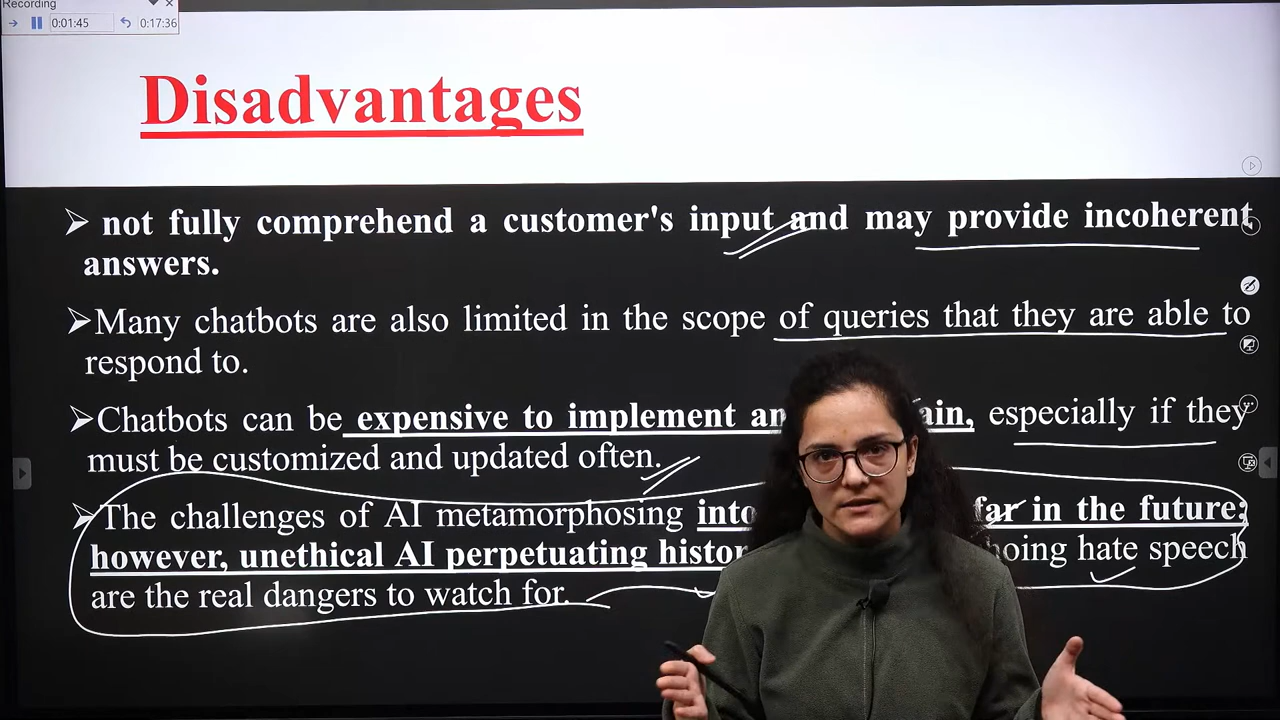 Recording
0:01:45
0:17:36
Disadvantages
➢ not fully comprehend a customer's input and may provide incoherent
answers.
➢Many chatbots are also limited in the scope of queries that they are able to
respond to.
➢Chatbots can be expensive to implement an ain, especially if they
must be customized and updated often.
➢The challenges of AI metamorphosing into far in the future;
however, unethical AI perpetuating histor oing hate speech
are the real dangers to watch for.